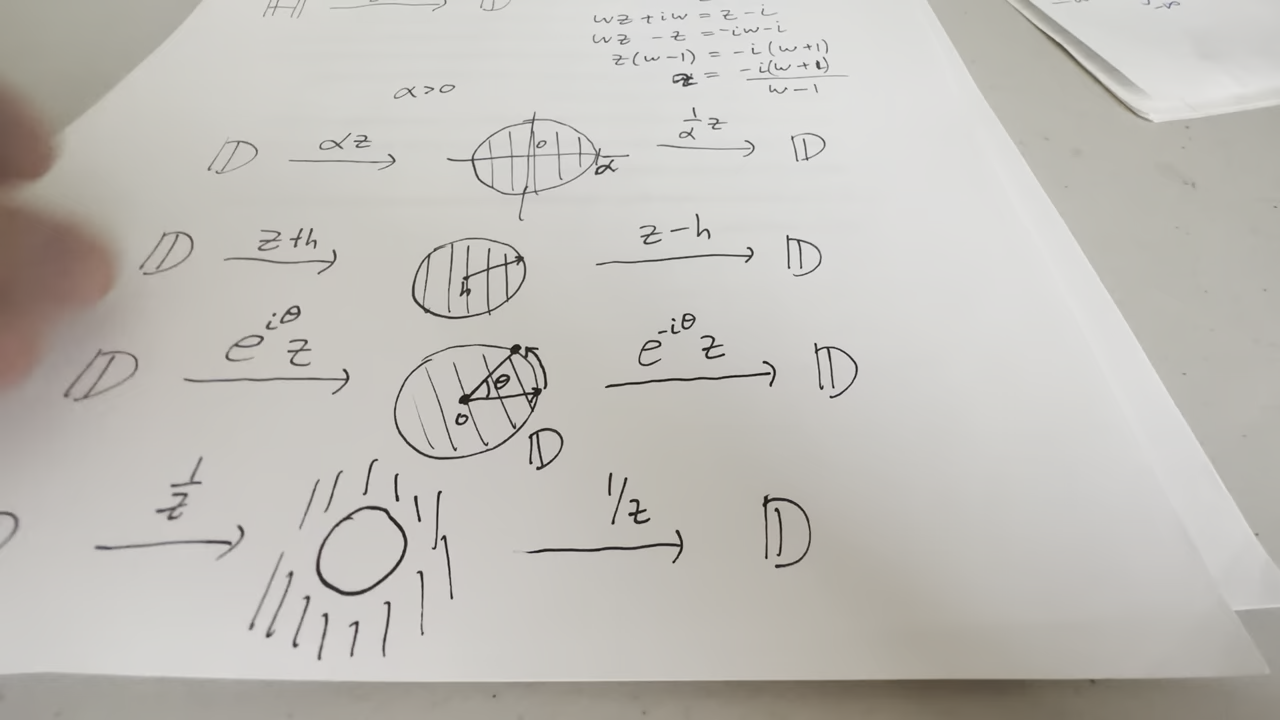 ℍ 𝔻
wz + iw = z - i
wz - z = -iw - i
z(w-1) = -i(w+1)
z = -i(w+1) / w-1
α>0
𝔻 αz 0 α 1/α z 𝔻
𝔻 z+h h z-h 𝔻
𝔻 e^{iθ} z 0 θ 𝔻 e^{-iθ} z 𝔻
𝔻 1/z 1/z 𝔻